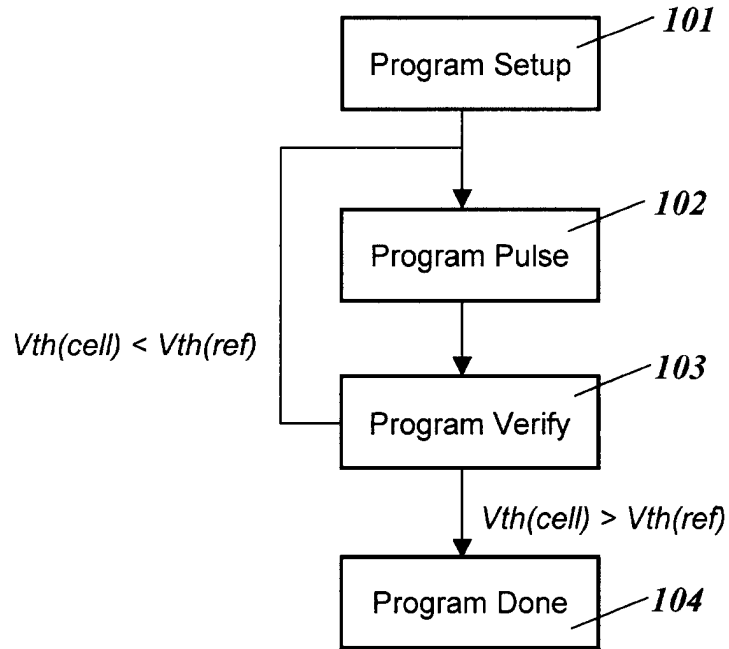 101
Program Setup
102
Program Pulse
Vth(cell) < Vth(ref)
103
Program Verify
Vth(cell) > Vth(ref)
Program Done
104